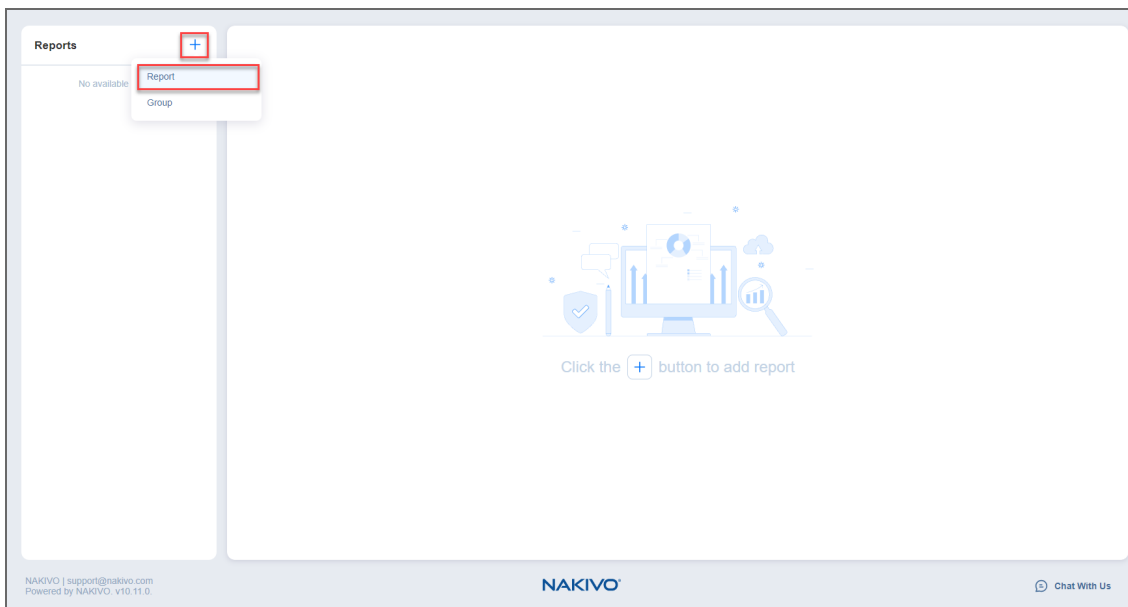 Reports +
No available
Report
Group
Click the + button to add report
NAKIVO | support@nakivo.com
Powered by NAKIVO. v10.11.0.
NAKIVO®
Chat With Us